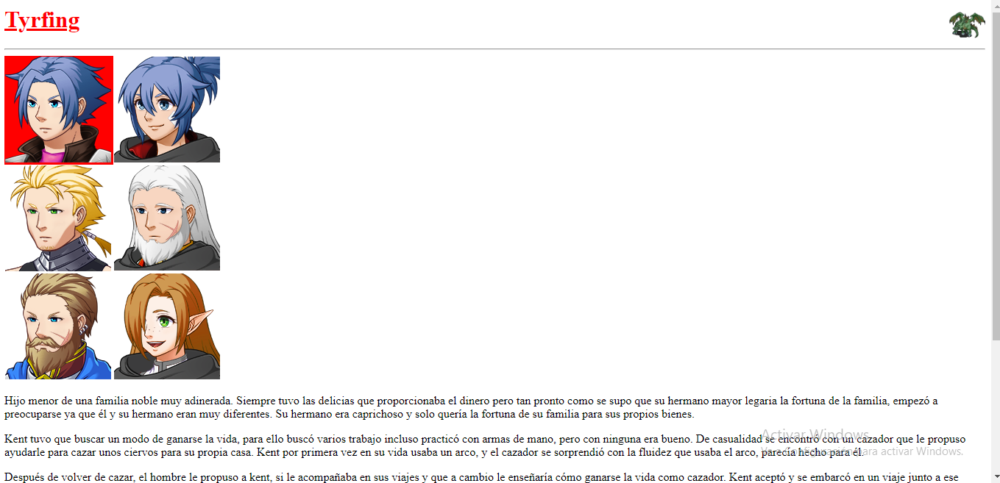 Tyrfing
Hijo menor de una familia noble muy adinerada. Siempre tuvo las delicias que proporcionaba el dinero pero tan pronto como se supo que su hermano mayor legaria la fortuna de la familia, empezó a
preocuparse ya que él y su hermano eran muy diferentes. Su hermano era caprichoso y solo quería la fortuna de su familia para sus propios bienes.
Kent tuvo que buscar un modo de ganarse la vida, para ello buscó varios trabajo incluso practicó con armas de mano, pero con ninguna era bueno. De casualidad se encontró con un cazador que le propuso
ayudarle para cazar unos ciervos para su propia casa. Kent por primera vez en su vida usaba un arco, y el cazador se sorprendió con la fluidez que usaba el arco, parecía hecho para él.
Después de volver de cazar, el hombre le propuso a kent, si le acompañaba en sus viajes y que a cambio le enseñaría cómo ganarse la vida como cazador. Kent aceptó y se embarcó en un viaje junto a ese
Activar Windows
Ve a Configuración para activar Windows.